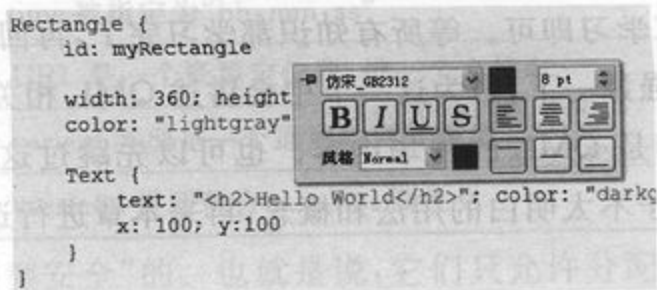 Rectangle {
id: myRectangle
仿宋_GB2312 8 pt
width: 360; height
B I U S
color: "lightgray"
风格 Normal
Text {
text: "<h2>Hello World</h2>"; color: "darkg
x: 100; y:100
}
}